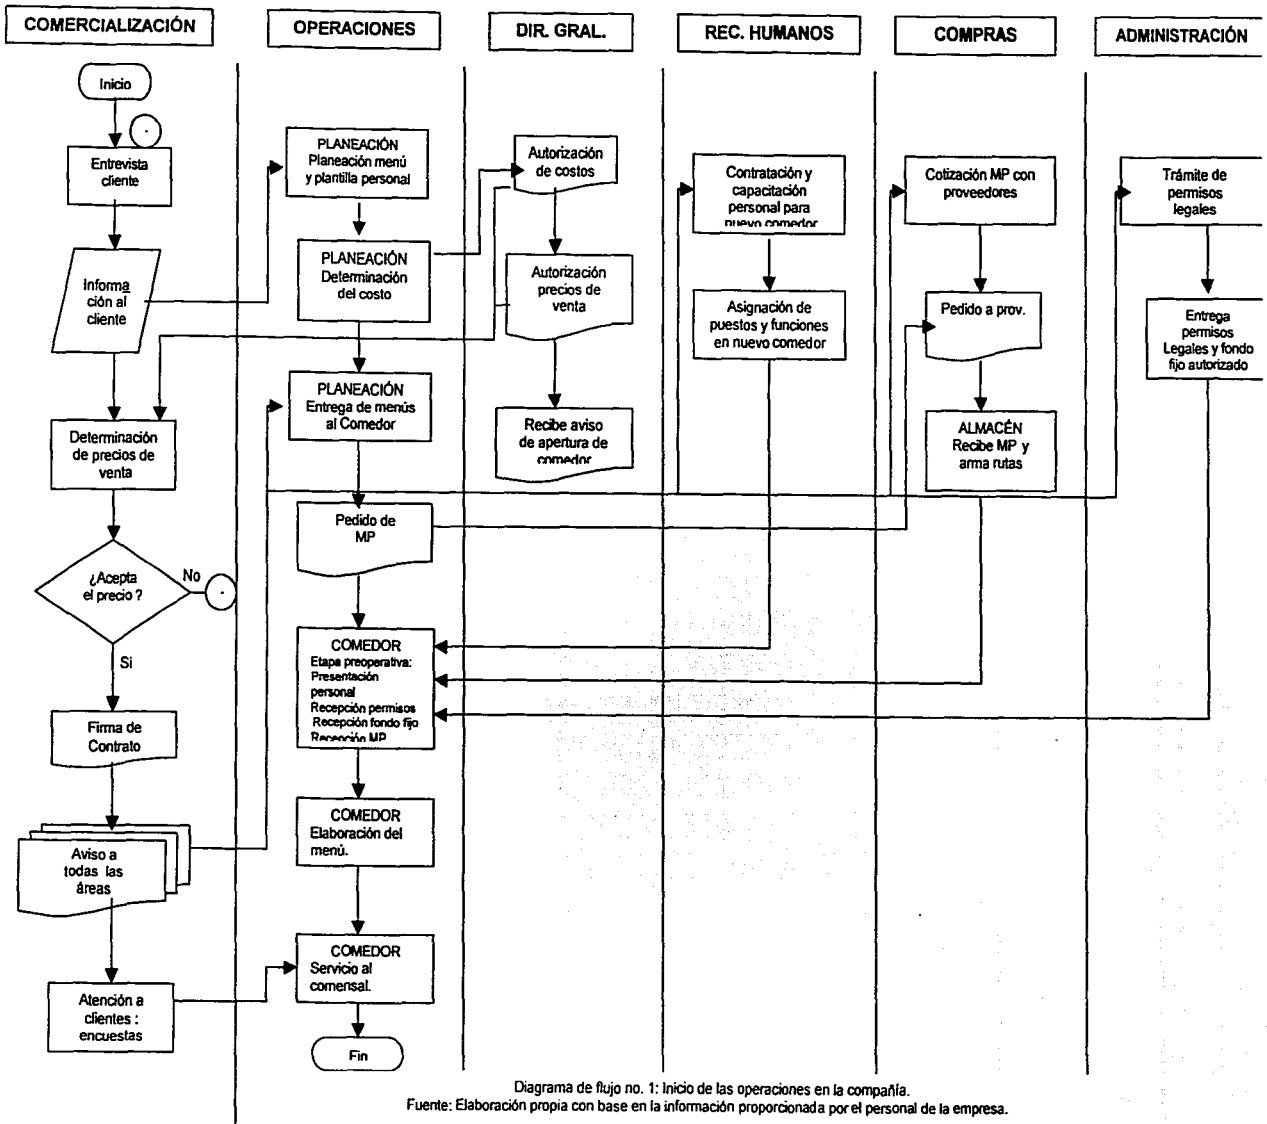 COMERCIALIZACIÓN
OPERACIONES
DIR. GRAL.
REC. HUMANOS
COMPRAS
ADMINISTRACIÓN
Inicio
Entrevista
cliente
Informa
ción al
cliente
Determinación
de precios de
venta
¿Acepta
el precio ?
No
Si
Firma de
Contrato
Aviso a
todas las
áreas
Atención a
clientes :
encuestas
PLANEACIÓN
Planeación menú
y plantilla personal
PLANEACIÓN
Determinación
del costo
PLANEACIÓN
Entrega de menús
al Comedor
Pedido de
MP
COMEDOR
Etapa preoperativa:
Presentación
personal
Recepción permisos
Recepción fondo fijo
Recepción MP
COMEDOR
Elaboración del
menú.
COMEDOR
Servicio al
comensal.
Fin
Autorización
de costos
Autorización
precios de
venta
Recibe aviso
de apertura de
comedor
Contratación y
capacitación
personal para
nuevo comedor
Asignación de
puestos y funciones
en nuevo comedor
Cotización MP con
proveedores
Pedido a prov.
ALMACÉN
Recibe MP y
arma rutas
Trámite de
permisos
legales
Entrega
permisos
Legales y fondo
fijo autorizado
Diagrama de flujo no. 1: Inicio de las operaciones en la compañía.
Fuente: Elaboración propia con base en la información proporcionada por el personal de la empresa.